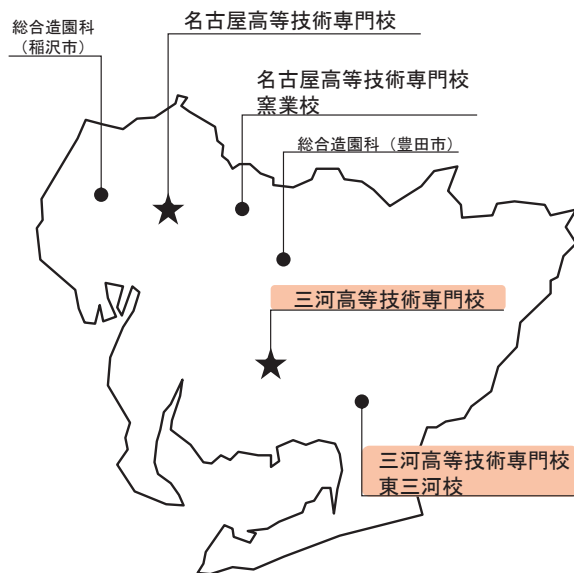 総合造園科
（稲沢市）
名古屋高等技術専門校
名古屋高等技術専門校
窯業校
総合造園科（豊田市）
三河高等技術専門校
三河高等技術専門校
東三河校